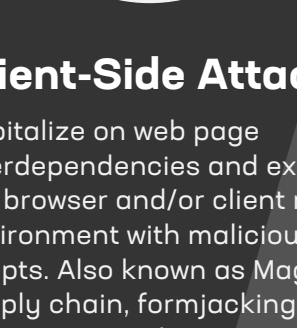 ient-Side Attac
pitalize on web page
erdependencies and ex
browser and/or client
ironment with maliciou
pts. Also known as Mag
ply chain, formjacking